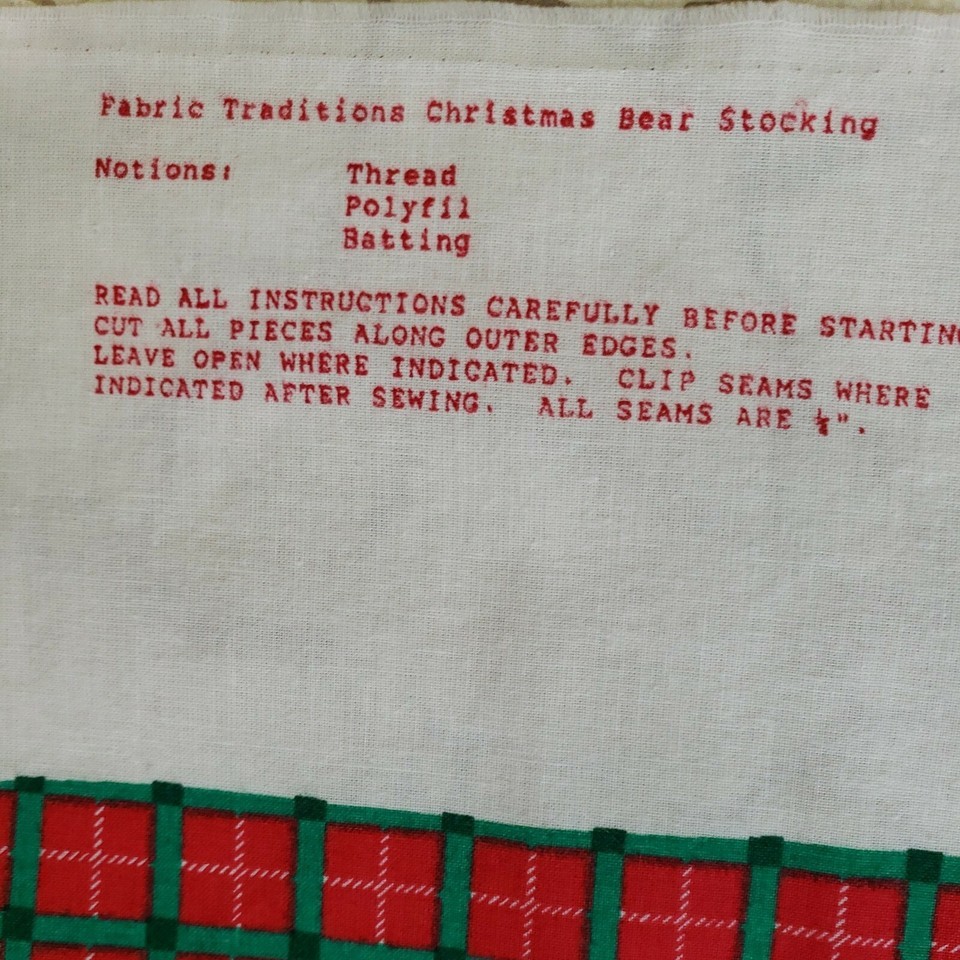 Fabric Traditions Christmas Bear Stocking
Notions: Thread
Polyfil
Batting
READ ALL INSTRUCTIONS CAREFULLY BEFORE STARTING
CUT ALL PIECES ALONG OUTER EDGES.
LEAVE OPEN WHERE INDICATED. CLIP SEAMS WHERE
INDICATED AFTER SEWING. ALL SEAMS ARE ¼".